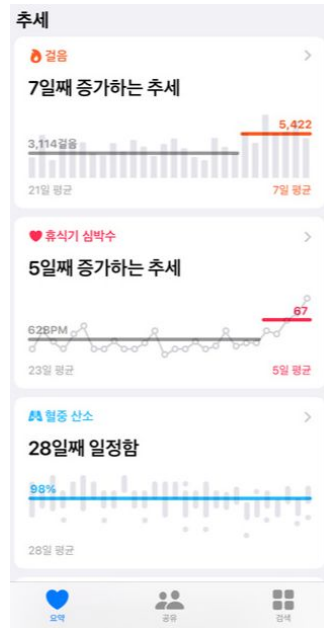 추세
걸음
7일째 증가하는 추세
5,422
3,114걸음
21일 평균
7일 평균
휴식기 심박수
5일째 증가하는 추세
67
62BPM
23일 평균
5일 평균
혈중 산소
28일째 일정함
98%
28일 평균
요약
공유
검색